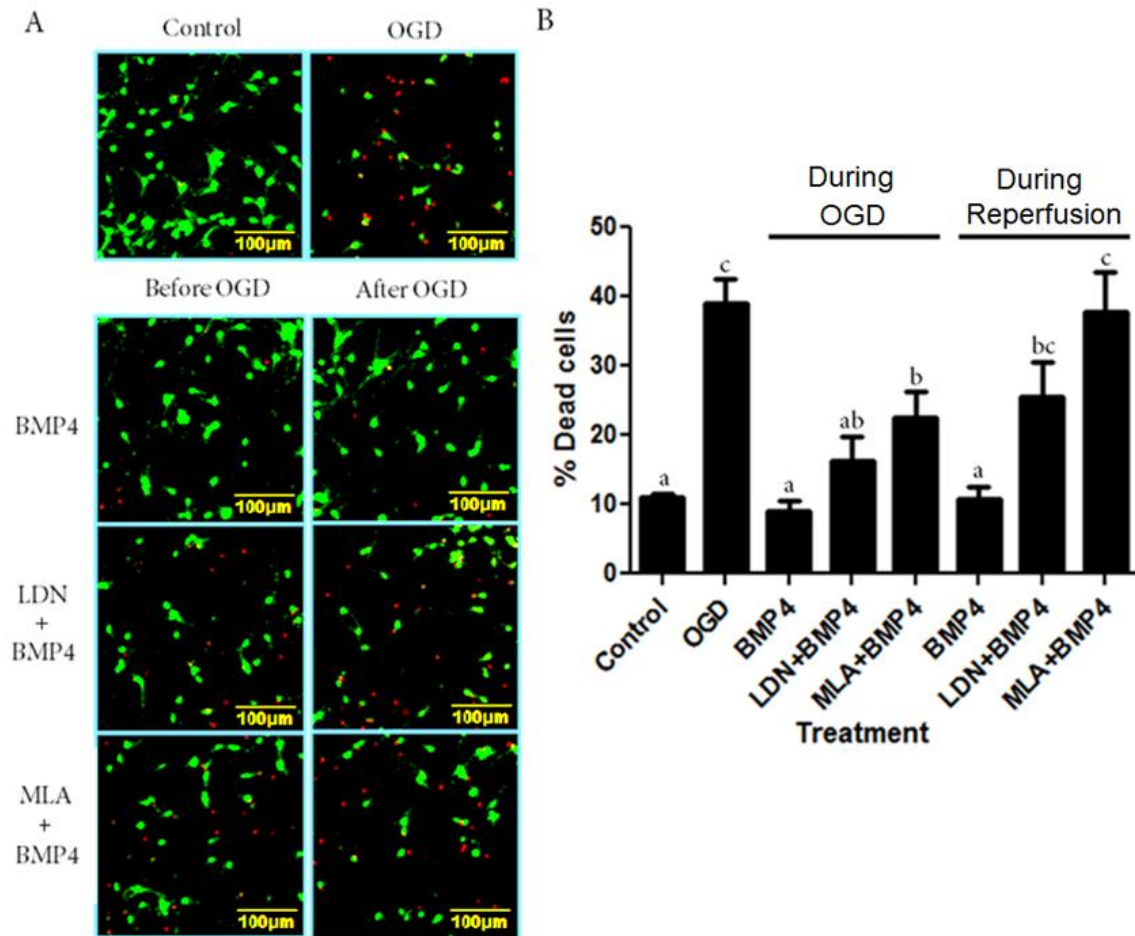 A
Control
OGD
100µm
100µm
Before OGD
After OGD
BMP4
100µm
100µm
LDN
+
BMP4
100µm
100µm
MLA
+
BMP4
100µm
100µm
B
During
OGD
During
Reperfusion
% Dead cells
50
40
30
20
10
0
a
c
a
ab
b
a
bc
c
Control
OGD
BMP4
LDN+BMP4
MLA+BMP4
BMP4
LDN+BMP4
MLA+BMP4
Treatment